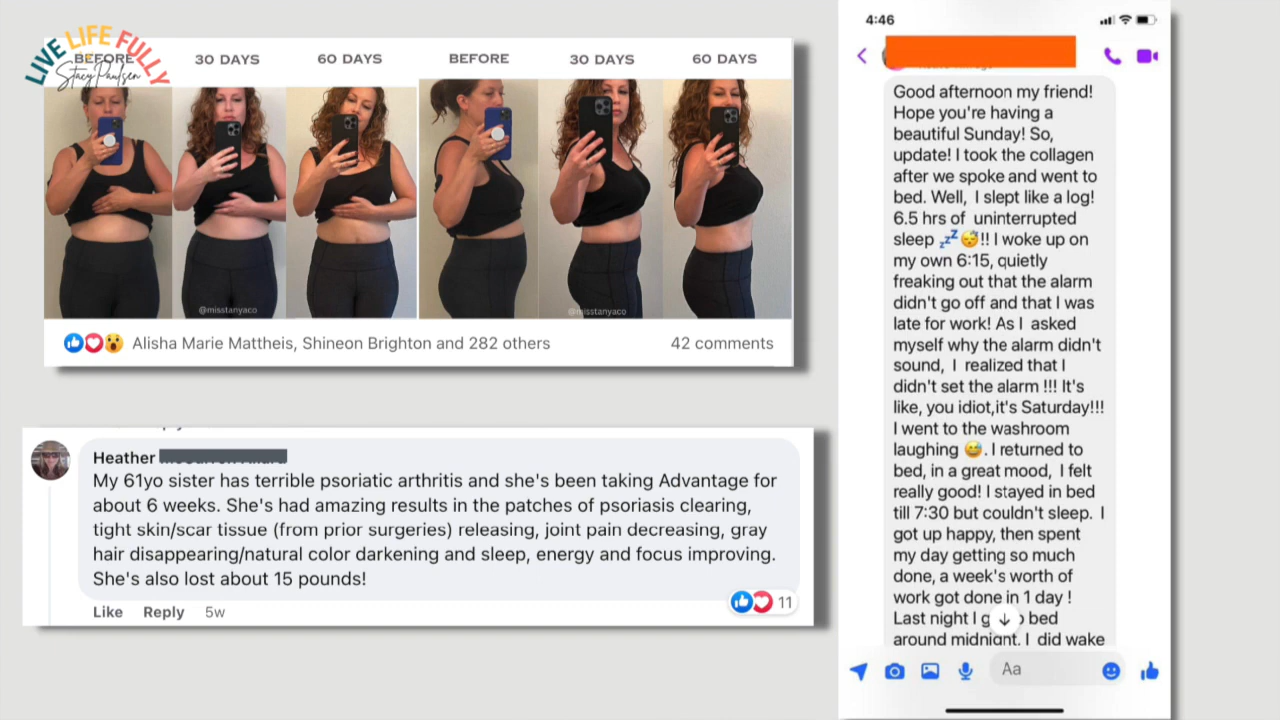 LIVE LIFE FULLY
Stacy Paulsen
BEFORE 30 DAYS 60 DAYS BEFORE 30 DAYS 60 DAYS
@misstanyaco @misstanyaco
Alisha Marie Mattheis, Shineon Brighton and 282 others 42 comments
Heather
My 61yo sister has terrible psoriatic arthritis and she's been taking Advantage for
about 6 weeks. She's had amazing results in the patches of psoriasis clearing,
tight skin/scar tissue (from prior surgeries) releasing, joint pain decreasing, gray
hair disappearing/natural color darkening and sleep, energy and focus improving.
She's also lost about 15 pounds!
Like Reply 5w
11
4:46
Good afternoon my friend!
Hope you're having a
beautiful Sunday! So,
update! I took the collagen
after we spoke and went to
bed. Well, I slept like a log!
6.5 hrs of uninterrupted
sleep 💤😴!! I woke up on
my own 6:15, quietly
freaking out that the alarm
didn't go off and that I was
late for work! As I asked
myself why the alarm didn't
sound, I realized that I
didn't set the alarm !!! It's
like, you idiot,it's Saturday!!!
I went to the washroom
laughing 😅. I returned to
bed, in a great mood, I felt
really good! I stayed in bed
till 7:30 but couldn't sleep. I
got up happy, then spent
my day getting so much
done, a week's worth of
work got done in 1 day !
Last night I bed
around midnight. I did wake
Aa